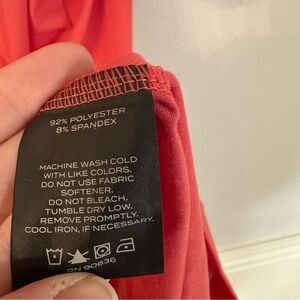 92% POLYESTER
8% SPANDEX
MACHINE WASH COLD
WITH LIKE COLORS.
DO NOT USE FABRIC
SOFTENER.
DO NOT BLEACH.
TUMBLE DRY LOW.
REMOVE PROMPTLY.
COOL IRON, IF NECESSARY.
RN 90836